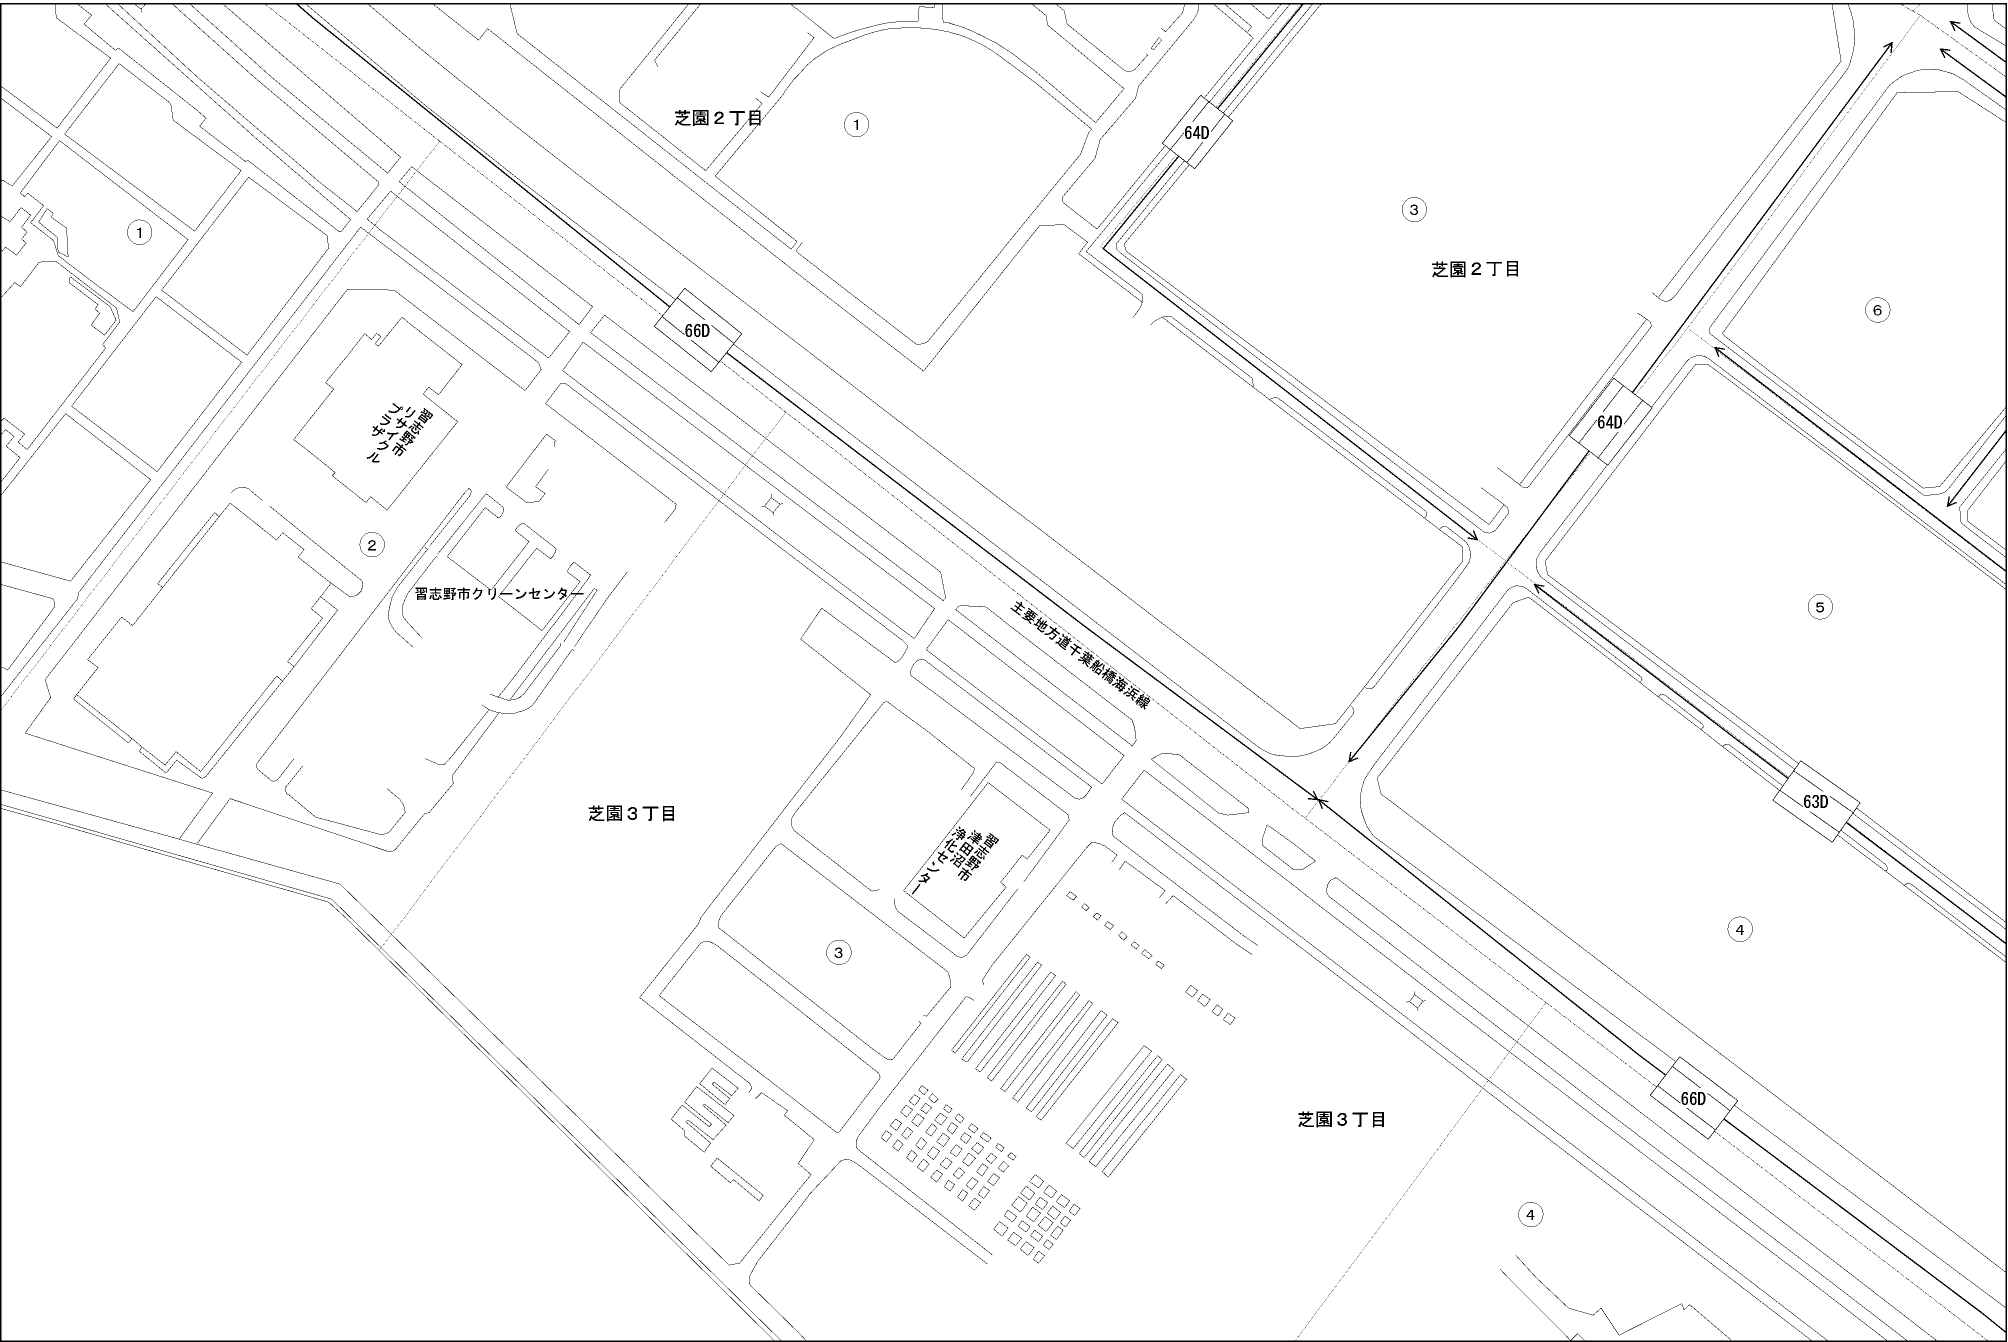 芝園２丁目
1
64D
3
1
芝園２丁目
6
66D
習志野市
リサイクル
プラザ
64D
2
習志野市クリーンセンター
主要地方道千葉船橋海浜線
5
芝園３丁目
63D
習志野市
津田沼
浄化センター
4
3
66D
芝園３丁目
4